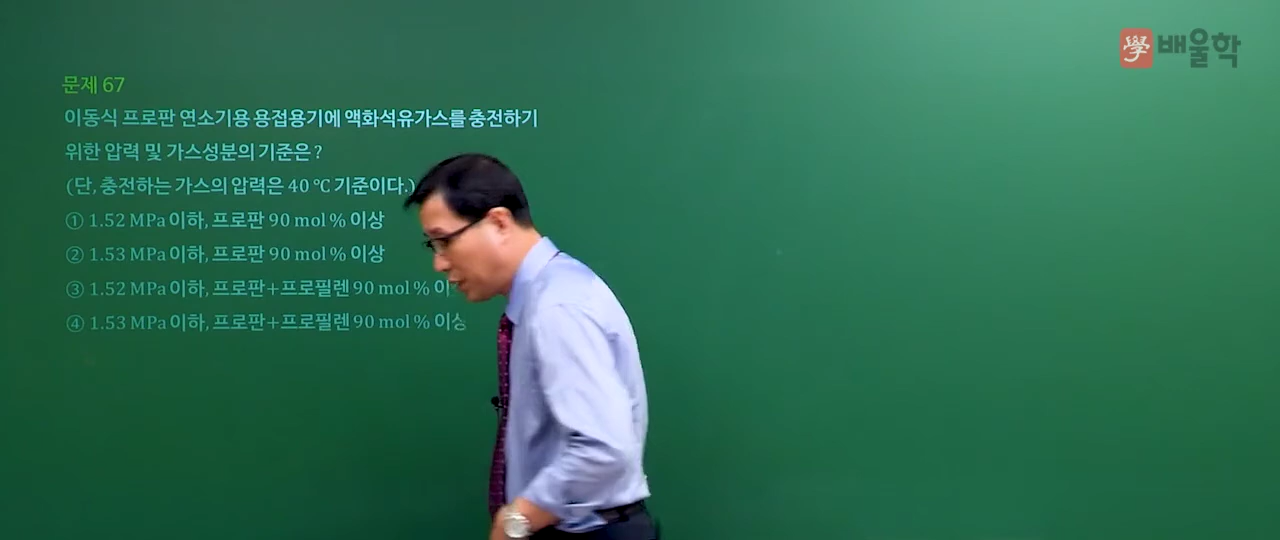 學 배울학
문제 67
이동식 프로판 연소기용 용접용기에 액화석유가스를 충전하기
위한 압력 및 가스성분의 기준은?
(단, 충전하는 가스의 압력은 40 ℃ 기준이다.)
① 1.52 MPa 이하, 프로판 90 mol % 이상
② 1.53 MPa 이하, 프로판 90 mol % 이상
③ 1.52 MPa 이하, 프로판+프로필렌 90 mol %
④ 1.53 MPa 이하, 프로판+프로필렌 90 mol % 이상